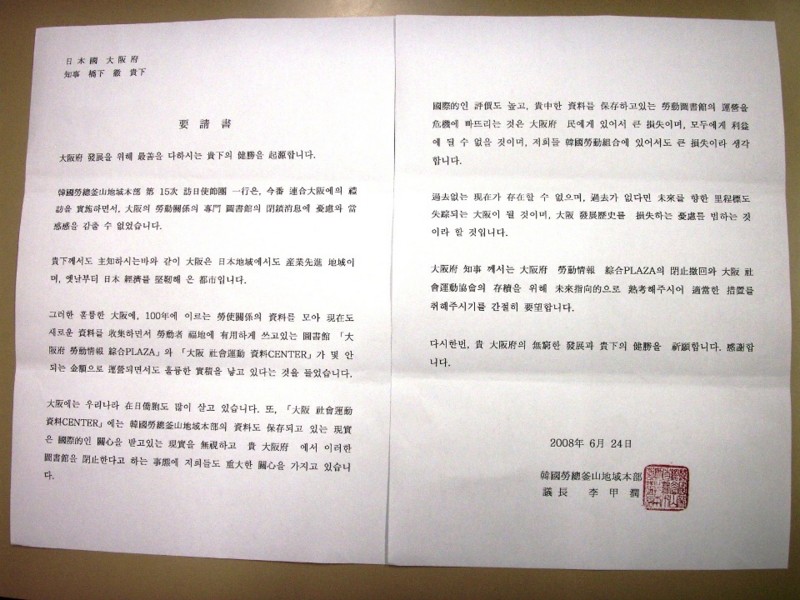 日本國 大阪府
知事 橋下 徹 貴下
要請書
大阪府 發展을 위해 最善을 다하시는 貴下의 健勝을 起源합니다.
韓國勞總釜山地域本部 第 15次 訪日使節團 一行은, 今番 連合大阪에의 禮
訪을 實施하면서, 大阪의 勞動關係의 專門 圖書館의 閉鎖消息에 憂慮와 當
惑感을 감출 수 없었습니다.
貴下께서도 主知하시는바와 같이 大阪은 日本地域에서도 産業先進 地域이
며, 옛날부터 日本 經濟를 堅靭해 온 都市입니다.
그러한 훌륭한 大阪에, 100年에 이르는 勞使關係의 資料을 모아 現在도
새로운 資料를 收集하면서 勞動者 福地에 有用하게 쓰고있는 圖書館 「大
阪府 勞動情報 綜合PLAZA」와 「大阪 社會運動 資料CENTER」가 몇 안
되는 金額으로 運營되면서도 훌륭한 實積을 낳고 있다는 것을 들었습니다.
大阪에는 우리나라 在日僑胞도 많이 살고 있습니다. 또, 「大阪 社會運動
資料CENTER」에는 韓國勞總釜山地域本部의 資料도 保存되고 있는 現實
은 國際的인 關心을 받고있는 現實을 無視하고 貴 大阪府 에서 이러한
圖書館을 閉止한다고 하는 事態에 저희들도 重大한 關心을 가지고 있습니
다.
國際的인 評價도 높고, 貴中한 資料를 保存하고있는 勞動圖書館의 運營을
危機에 빠뜨리는 것은 大阪府 民에게 있어서 큰 損失이며, 모두에게 利益
에 될 수 없을 것이며, 저희들 韓國勞動組合에 있어서도 큰 損失이라 생각
합니다.
過去없는 現在가 存在할 수 없으며, 過去가 없다면 未來을 향한 里程標도
失踪되는 大阪이 될 것이며, 大阪 發展歷史를 損失하는 憂慮를 범하는 것
이라 할 것입니다.
大阪府 知事 께서는 大阪府 勞動情報 綜合PLAZA의 閉止撤回와 大阪 社
會運動協會의 存續을 위해 未來指向的으로 熟考해주시어 適當한 措置를
취해주시기를 간절히 要望합니다.
다시한번, 貴 大阪府의 無窮한 發展과 貴下의 健勝을 祈願합니다. 感謝합니
다.
2008年 6月 24日
韓國勞總釜山地域本部
議長 李 甲 潤